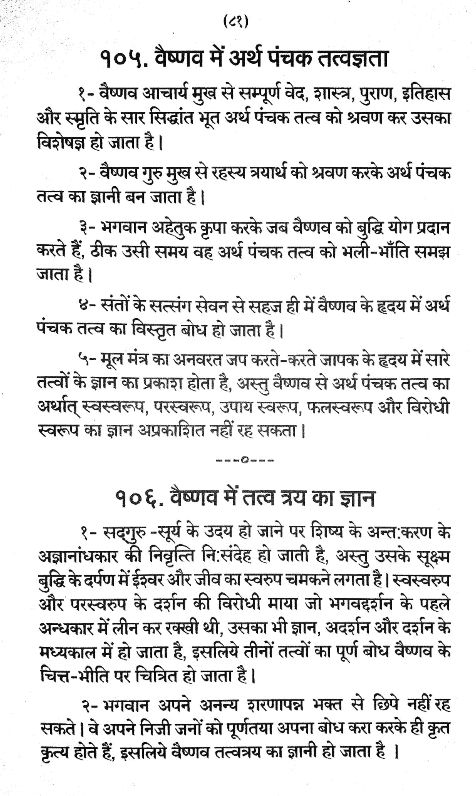 (८१)
१०५. वैष्णव में अर्थ पंचक तत्वज्ञता
१- वैष्णव आचार्य मुख से सम्पूर्ण वेद, शास्त्र, पुराण, इतिहास
और स्मृति के सार सिद्धांत भूत अर्थ पंचक तत्व को श्रवण कर उसका
विशेषज्ञ हो जाता है।
२- वैष्णव गुरु मुख से रहस्य त्रयार्थ को श्रवण करके अर्थ पंचक
तत्व का ज्ञानी बन जाता है।
३- भगवान अहेतुक कृपा करके जब वैष्णव को बुद्धि योग प्रदान
करते हैं, ठीक उसी समय वह अर्थ पंचक तत्व को भली-भाँति समझ
जाता है।
४- संतों के सत्संग सेवन से सहज ही में वैष्णव के हृदय में अर्थ
पंचक तत्व का विस्तृत बोध हो जाता है।
५- मूल मंत्र का अनवरत जप करते-करते जापक के हृदय में सारे
तत्वों के ज्ञान का प्रकाश होता है, अस्तु वैष्णव से अर्थ पंचक तत्व का
अर्थात् स्वस्वरूप, परस्वरूप, उपाय स्वरूप, फलस्वरूप और विरोधी
स्वरूप का ज्ञान अप्रकाशित नहीं रह सकता।
---०---
१०६. वैष्णव में तत्व त्रय का ज्ञान
१- सद्गुरु -सूर्य के उदय हो जाने पर शिष्य के अन्त:करण के
अज्ञानांधकार की निवृत्ति नि:संदेह हो जाती है, अस्तु उसके सूक्ष्म
बुद्धि के दर्पण में ईश्वर और जीव का स्वरुप चमकने लगता है। स्वस्वरुप
और परस्वरुप के दर्शन की विरोधी माया जो भगवद्दर्शन के पहले
अन्धकार में लीन कर रक्खी थी, उसका भी ज्ञान, अदर्शन और दर्शन के
मध्यकाल में हो जाता है, इसलिये तीनों तत्वों का पूर्ण बोध वैष्णव के
चित्त-भीति पर चित्रित हो जाता है।
२- भगवान अपने अनन्य शरणापन्न भक्त से छिपे नहीं रह
सकते। वे अपने निजी जनों को पूर्णतया अपना बोध करा करके ही कृत
कृत्य होते हैं, इसलिये वैष्णव तत्वत्रय का ज्ञानी हो जाता है ।